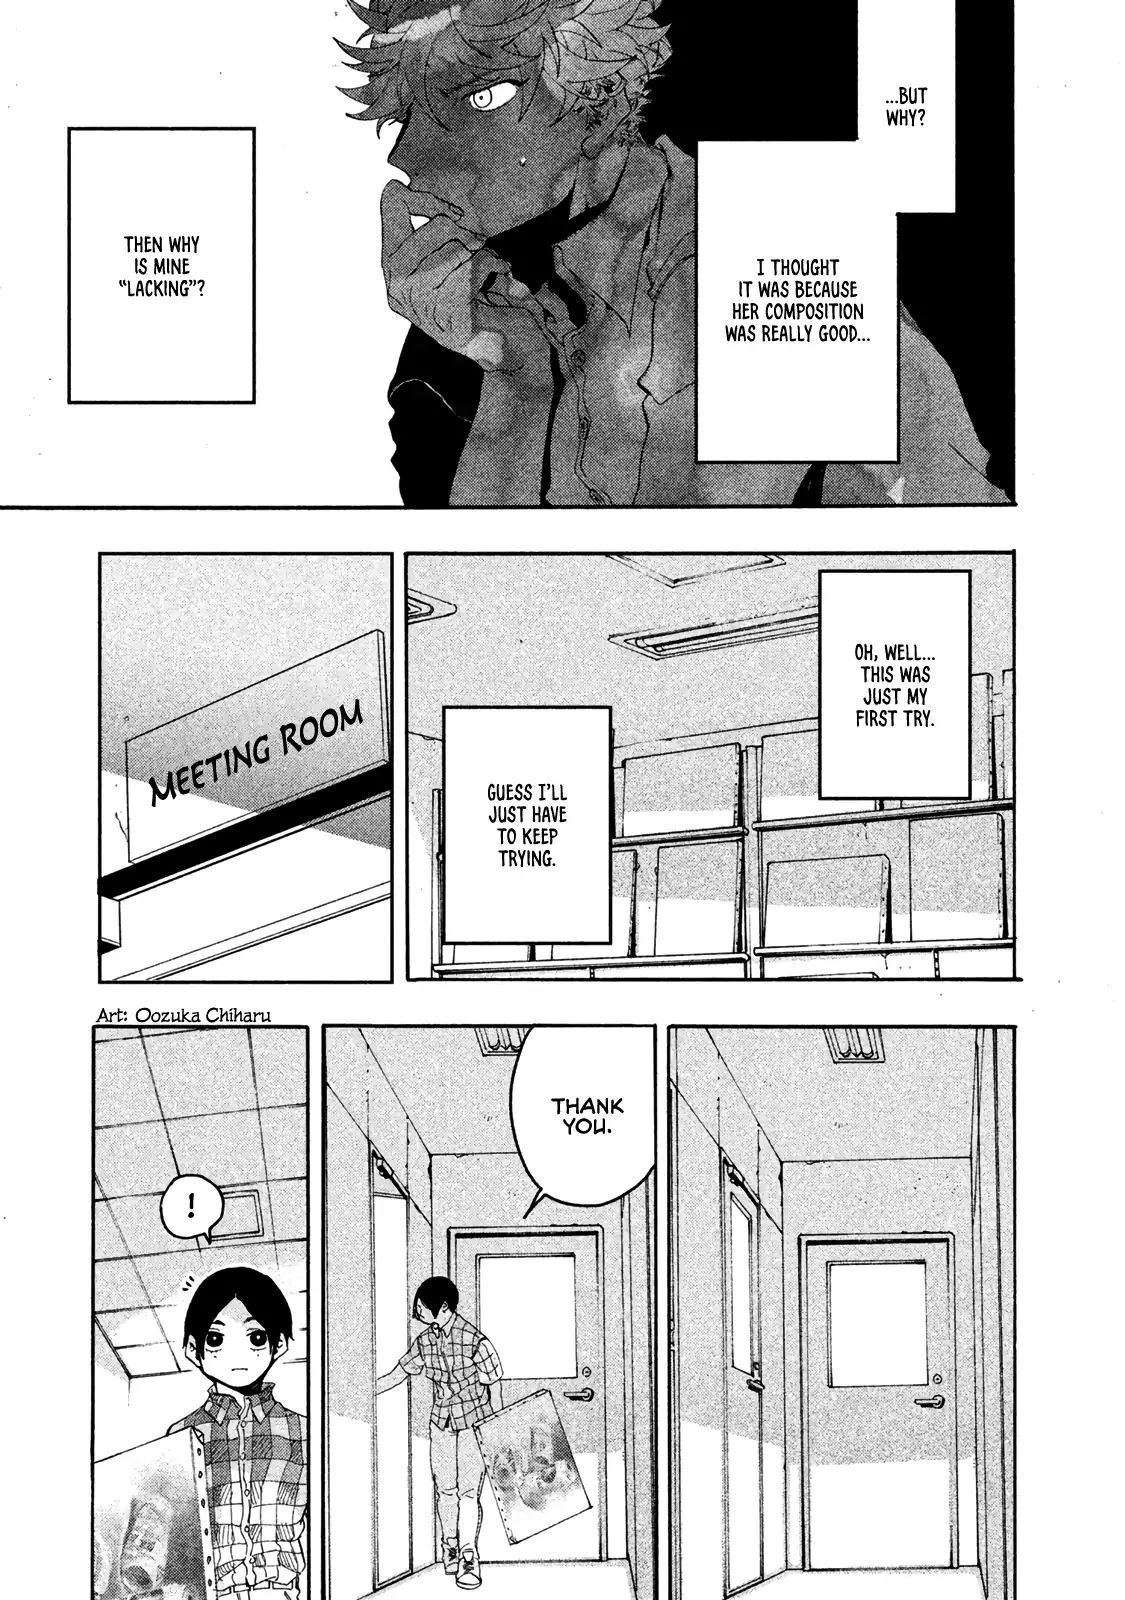 ...BUT
WHY?
I THOUGHT
IT WAS BECAUSE
HER COMPOSITION
WAS REALLY GOOD...
THEN WHY
IS MINE
"LACKING"?
OH, WELL...
THIS WAS
JUST MY
FIRST TRY.
GUESS I'LL
JUST HAVE
TO KEEP
TRYING.
MEETING ROOM
THANK
YOU.
Art: Oozuka Chiharu
!